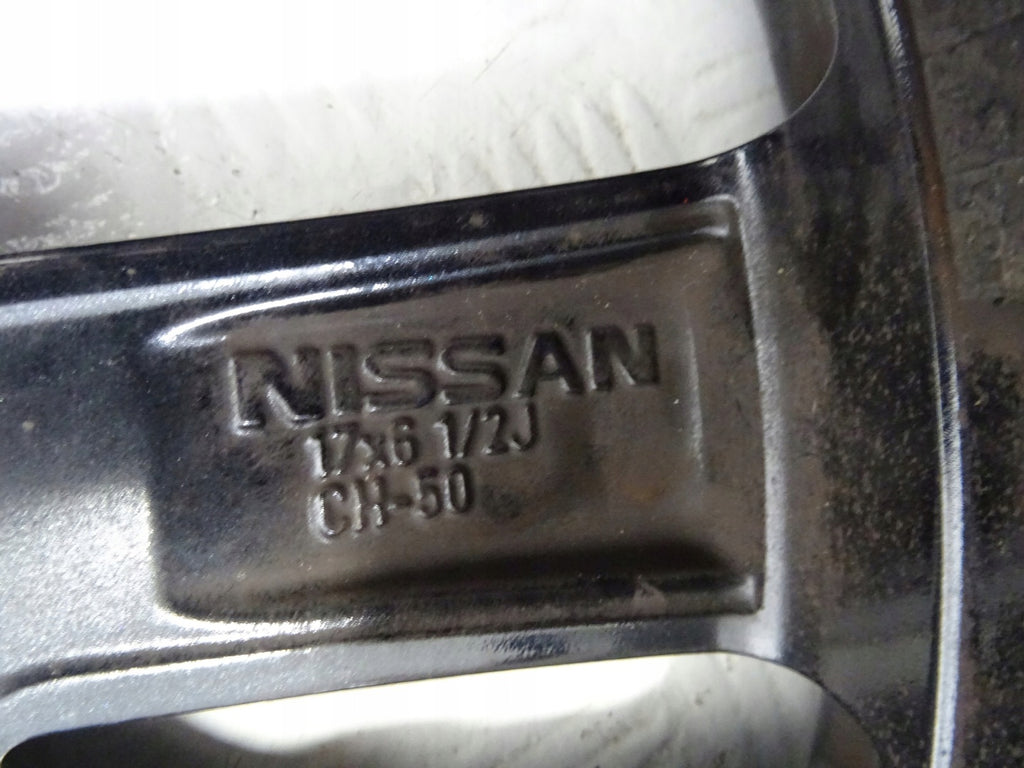 NISSAN
17x6 1/2J
CH-50